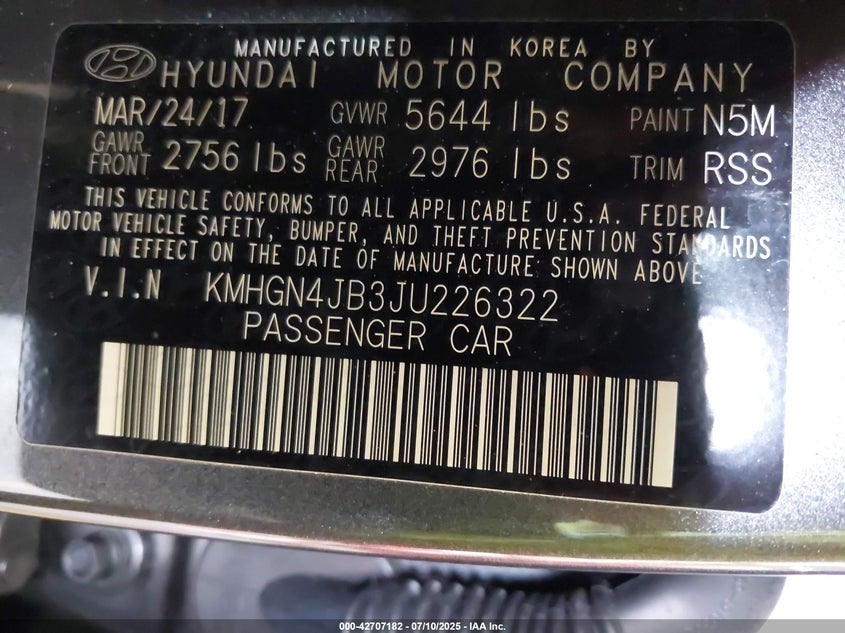 MANUFACTURED IN KOREA BY
HYUNDAI MOTOR COMPANY
MAR/24/17 GVWR 5644 lbs PAINT N5M
GAWR FRONT 2756 lbs GAWR REAR 2976 lbs TRIM RSS
THIS VEHICLE CONFORMS TO ALL APPLICABLE U.S.A. FEDERAL
MOTOR VEHICLE SAFETY, BUMPER, AND THEFT PREVENTION STANDARDS
IN EFFECT ON THE DATE OF MANUFACTURE SHOWN ABOVE
V.I.N KMHGN4JB3JU226322
PASSENGER CAR
000-42707182 - 07/10/2025 - IAA Inc.